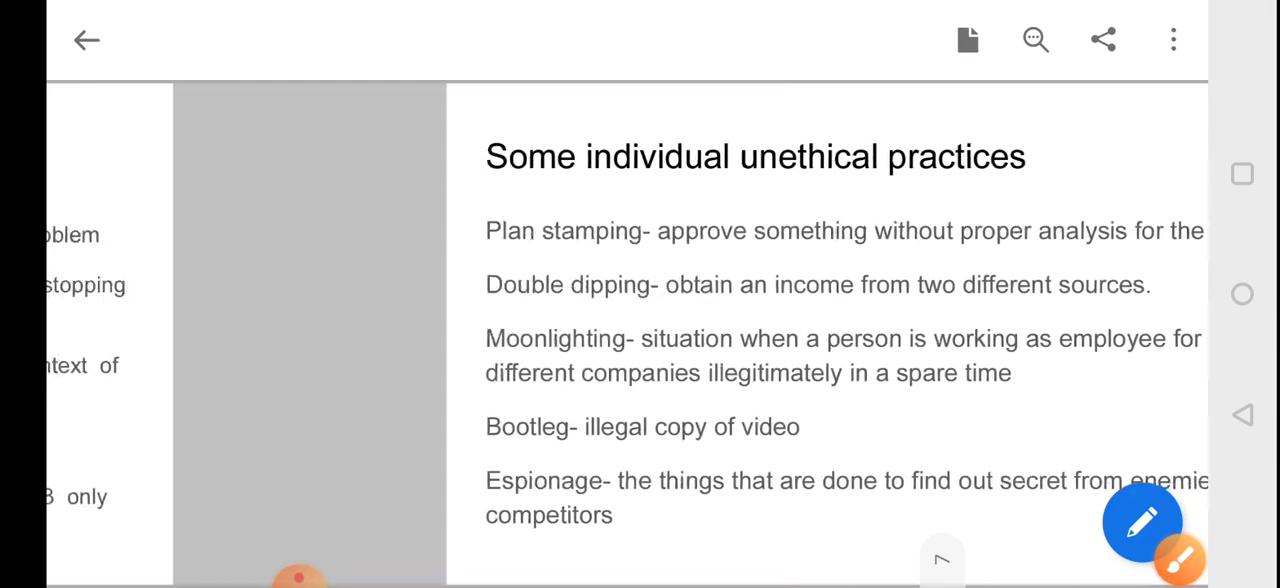 oblem
stopping
ntext of
3 only
Some individual unethical practices
Plan stamping- approve something without proper analysis for the
Double dipping- obtain an income from two different sources.
Moonlighting- situation when a person is working as employee for
different companies illegitimately in a spare time
Bootleg- illegal copy of video
Espionage- the things that are done to find out secret from enemie
competitors
7